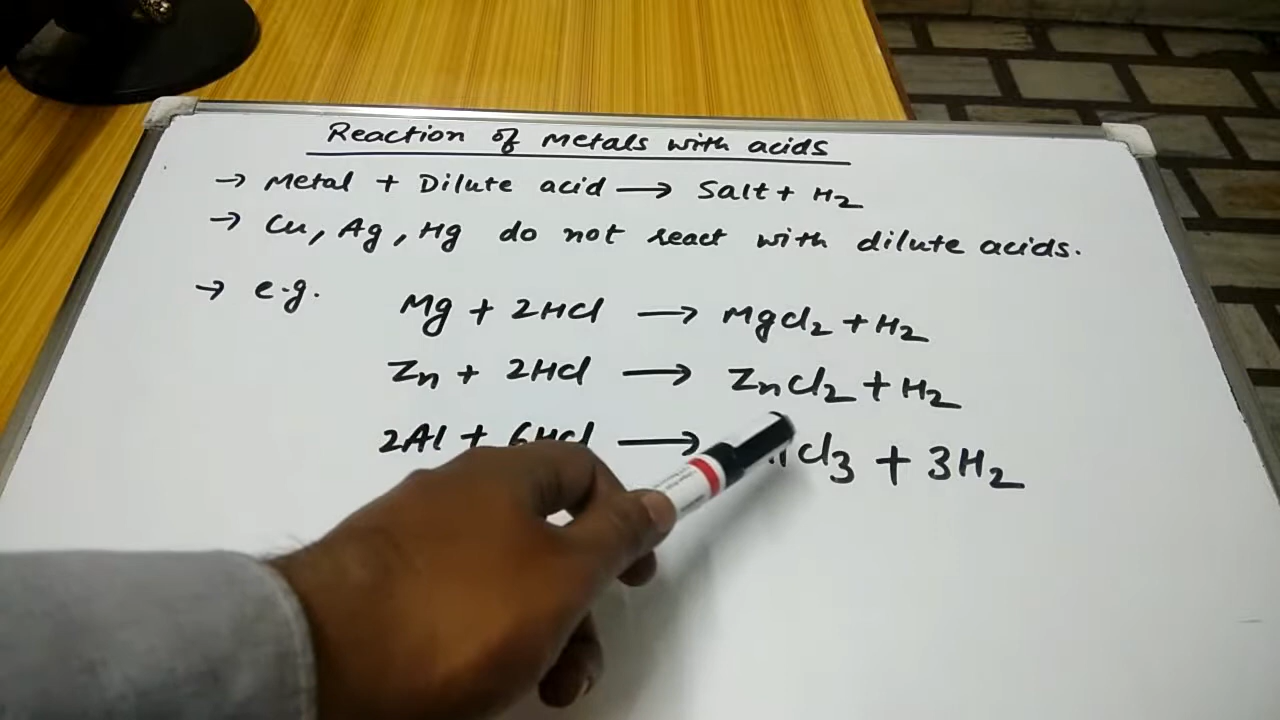 Reaction of metals with acids
→ Metal + Dilute acid → Salt + H2
→ Cu, Ag, Hg do not react with dilute acids.
→ e.g. Mg + 2HCl → MgCl2 + H2
Zn + 2HCl → ZnCl2 + H2
2Al + 6HCl → Cl3 + 3H2